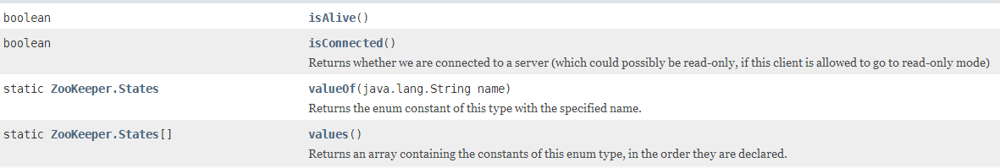 boolean isAlive()
boolean isConnected()
Returns whether we are connected to a server (which could possibly be read-only, if this client is allowed to go to read-only mode)
static ZooKeeper.States valueOf(java.lang.String name)
Returns the enum constant of this type with the specified name.
static ZooKeeper.States[] values()
Returns an array containing the constants of this enum type, in the order they are declared.